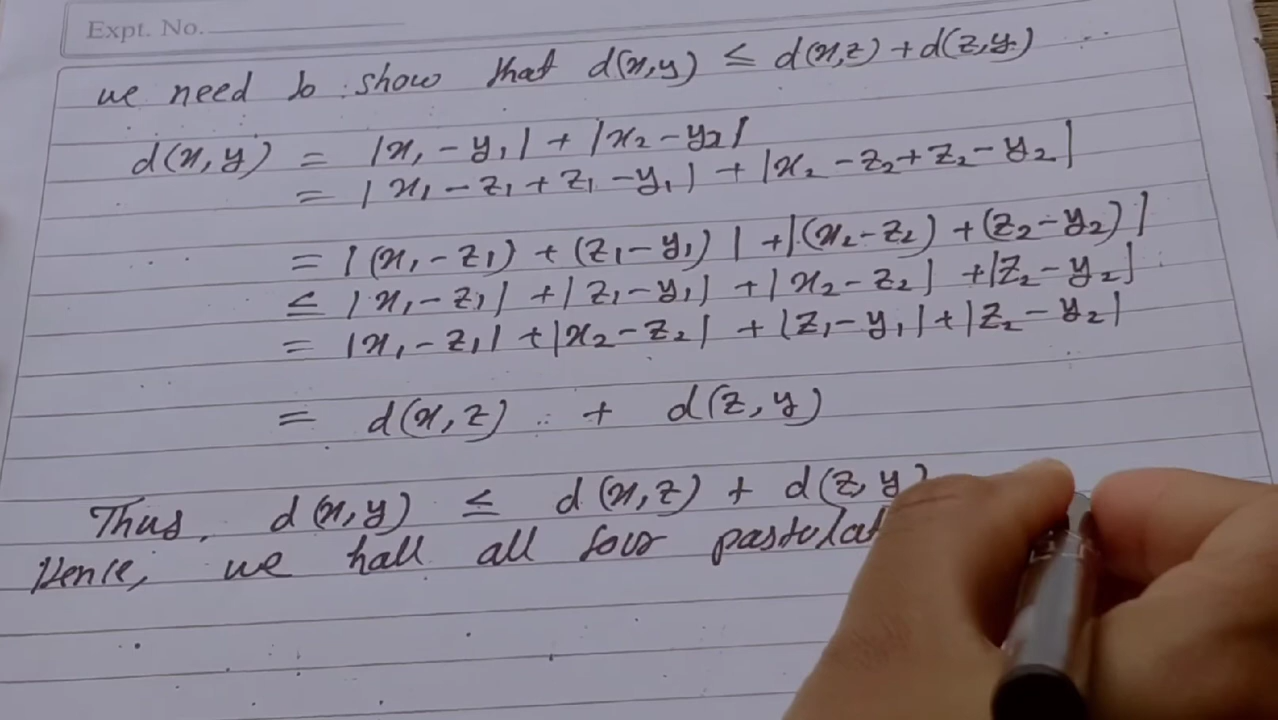 Expt. No.
we need to show that d(x,y) ≤ d(x,z) + d(z,y)
d(x,y) = |x₁ - y₁| + |x₂ - y₂|
= |x₁ - z₁ + z₁ - y₁| + |x₂ - z₂ + z₂ - y₂|
= |(x₁ - z₁) + (z₁ - y₁)| + |(x₂ - z₂) + (z₂ - y₂)|
≤ |x₁ - z₁| + |z₁ - y₁| + |x₂ - z₂| + |z₂ - y₂|
= |x₁ - z₁| + |x₂ - z₂| + |z₁ - y₁| + |z₂ - y₂|
= d(x,z) + d(z,y)
Thus, d(x,y) ≤ d(x,z) + d(z,y)
Hence, we hall all four